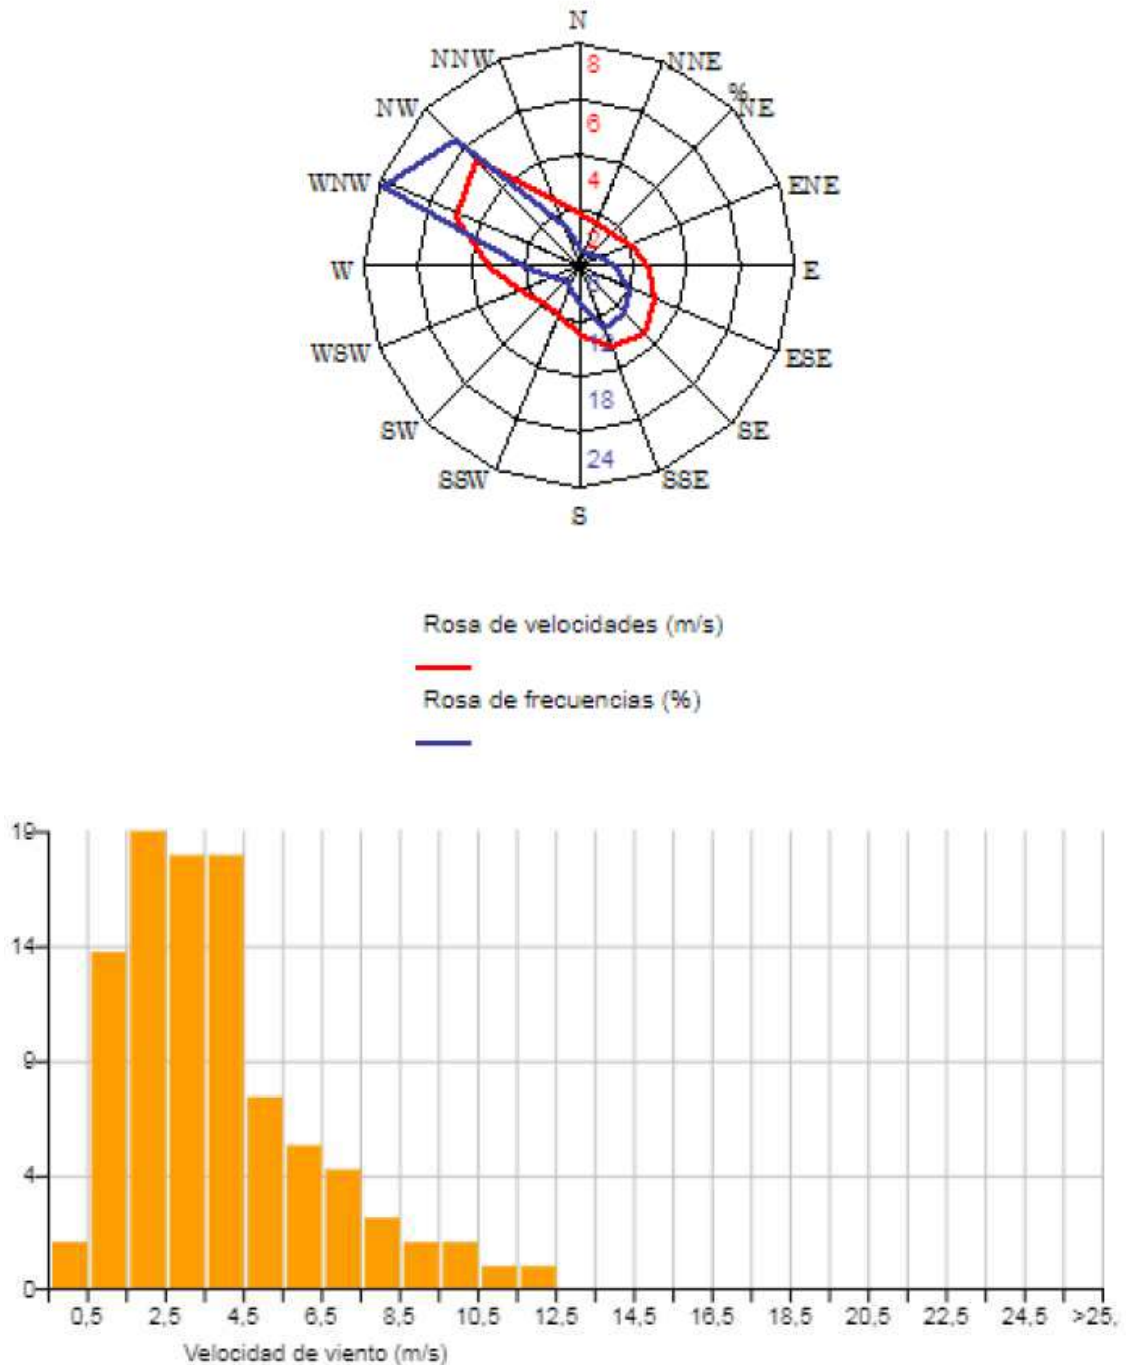 N
NNW
8
NNE
NW
%
NE
6
4
WNW
ENE
W
E
WSW
12
ESE
18
SW
SE
24
SSW
SSE
S
Rosa de velocidades (m/s)
Rosa de frecuencias (%)
19
14
9
4
0
0,5 2,5 4,5 6,5 8,5 10,5 12,5 14,5 16,5 18,5 20,5 22,5 24,5 >25,
Velocidad de viento (m/s)